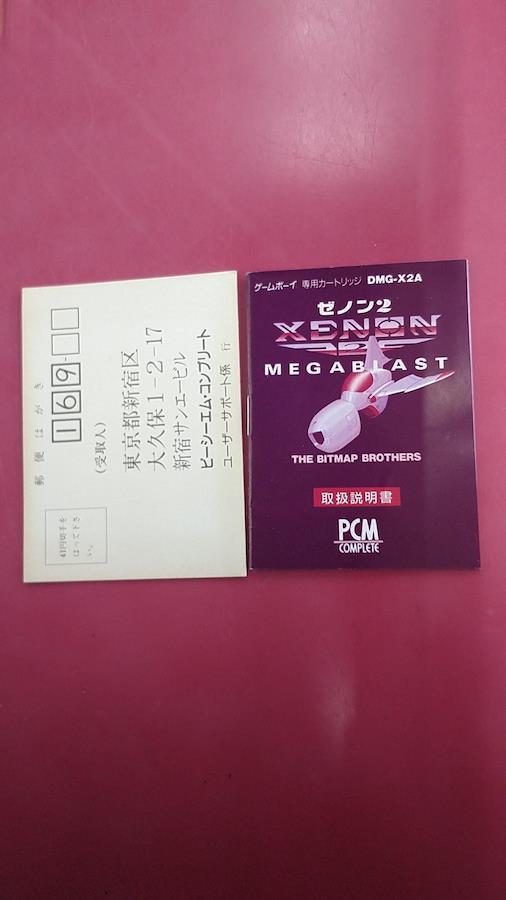 郵便はがき
169-
(受取人)
東京都新宿区
大久保1-2-17
新宿サンエービル
ピーシーエム・コンプリート
ユーザーサポート係 行
41円切手を
はって下さ
い。
ゲームボーイ 専用カートリッジ DMG-X2A
ゼノン2
XENON
2
MEGABLAST
THE BITMAP BROTHERS
取扱説明書
PCM
COMPLETE